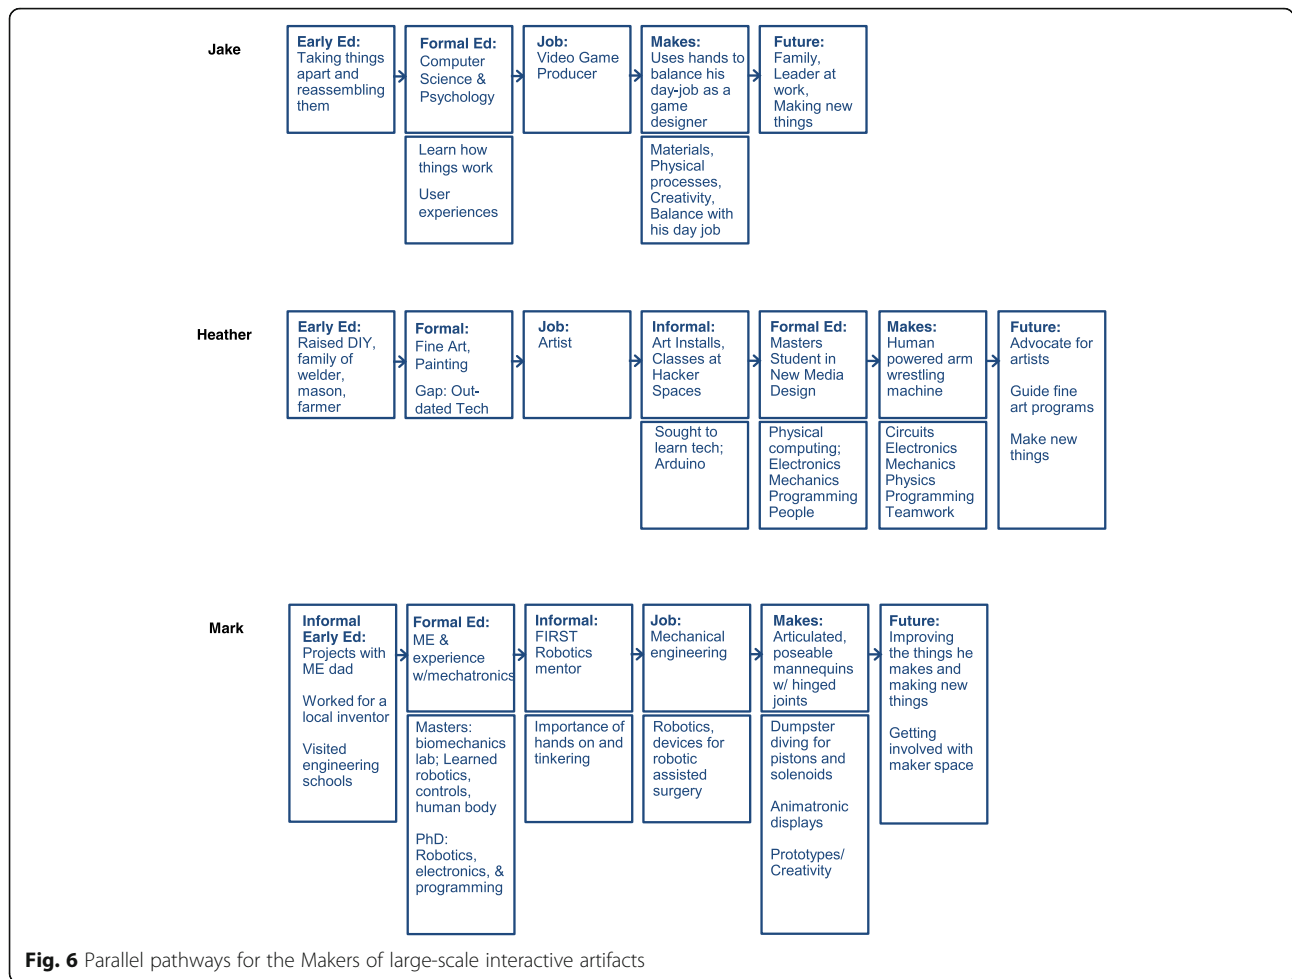 Jake
Early Ed:
Taking things
apart and
reassembling
them
Formal Ed:
Computer
Science &
Psychology
Learn how
things work
User
experiences
Job:
Video Game
Producer
Makes:
Uses hands to
balance his
day-job as a
game
designer
Materials,
Physical
processes,
Creativity,
Balance with
his day job
Future:
Family,
Leader at
work,
Making new
things
Heather
Early Ed:
Raised DIY,
family of
welder,
mason,
farmer
Formal:
Fine Art,
Painting
Gap: Out-
dated Tech
Job:
Artist
Informal:
Art Installs,
Classes at
Hacker
Spaces
Sought to
learn tech;
Arduino
Formal Ed:
Masters
Student in
New Media
Design
Physical
computing;
Electronics
Mechanics
Programming
People
Makes:
Human
powered arm
wrestling
machine
Circuits
Electronics
Mechanics
Physics
Programming
Teamwork
Future:
Advocate for
artists
Guide fine
art programs
Make new
things
Mark
Informal
Early Ed:
Projects with
ME dad
Worked for a
local inventor
Visited
engineering
schools
Formal Ed:
ME &
experience
w/mechatronics
Masters:
biomechanics
lab; Learned
robotics,
controls,
human body
PhD:
Robotics,
electronics, &
programming
Informal:
FIRST
Robotics
mentor
Importance of
hands on and
tinkering
Job:
Mechanical
engineering
Robotics,
devices for
robotic
assisted
surgery
Makes:
Articulated,
poseable
mannequins
w/ hinged
joints
Dumpster
diving for
pistons and
solenoids
Animatronic
displays
Prototypes/
Creativity
Future:
Improving
the things he
makes and
making new
things
Getting
involved with
maker space
Fig. 6 Parallel pathways for the Makers of large-scale interactive artifacts